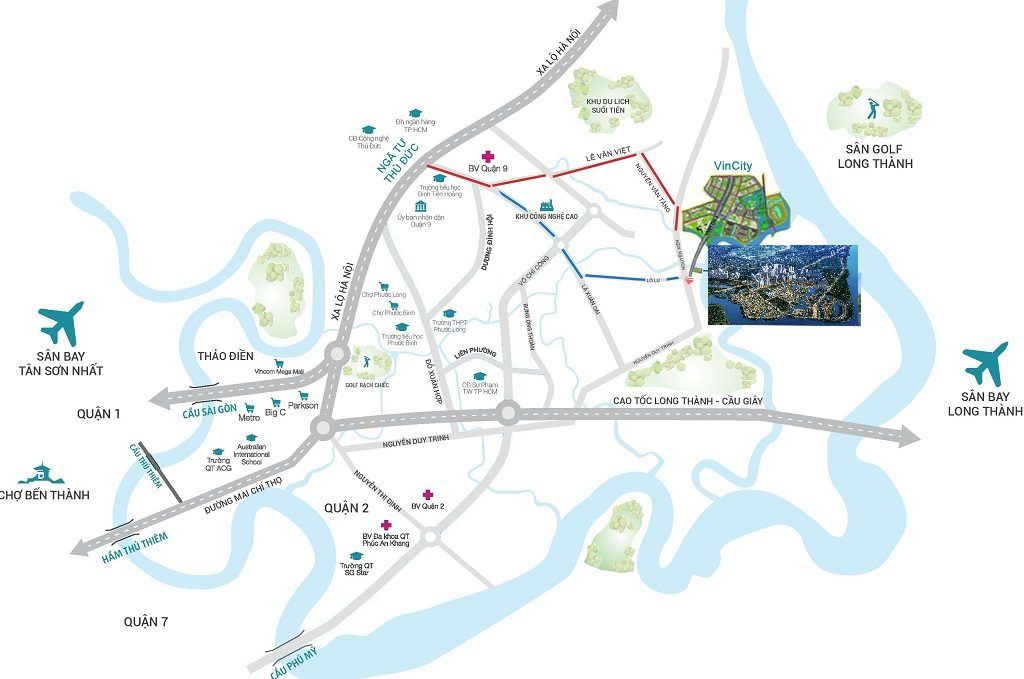 XA LỘ HÀ NỘI
KHU DU LỊCH
SUỐI TIÊN
SÂN GOLF
LONG THÀNH
Đh ngân hàng
TP HCM
CĐ Công nghệ
Thủ Đức
NGÃ TƯ
THỦ ĐỨC
BV Quận 9
LÊ VĂN VIỆT
VinCity
Trường tiểu học
Đinh Tiên Hoàng
NGUYỄN VĂN TĂNG
Ủy ban nhân dân
Quận 9
KHU CÔNG NGHỆ CAO
DƯƠNG ĐÌNH HỘI
VÕ CHÍ CÔNG
LÒ LU
LÃ XUÂN OAI
XA LỘ HÀ NỘI
Chợ Phước Long
Chợ Phước Bình
Trường tiểu học
Phước Bình
Trường THPT
Phước Long
BƯNG ÔNG THOÀN
NGUYỄN DUY TRINH
LIÊN PHƯỜNG
ĐỖ XUÂN HỢP
SÂN BAY
TÂN SƠN NHẤT
THẢO ĐIỀN
Vincom Mega Mall
GOLF RẠCH CHIẾC
CĐ Sư Phạm
TW TP HCM
SÂN BAY
LONG THÀNH
CAO TỐC LONG THÀNH - CẦU GIÂY
QUẬN 1
CẦU SÀI GÒN
Metro
Big C
Parkson
NGUYỄN DUY TRINH
Australian
International
School
Trường
QT ACG
CẦU THỦ THIÊM
CHỢ BẾN THÀNH
ĐƯỜNG MAI CHÍ THỌ
NGUYỄN THỊ ĐỊNH
QUẬN 2
BV Quận 2
BV Đa khoa QT
Phúc An Khang
HẦM THỦ THIÊM
Trường QT
SG Star
QUẬN 7
CẦU PHÚ MỸ